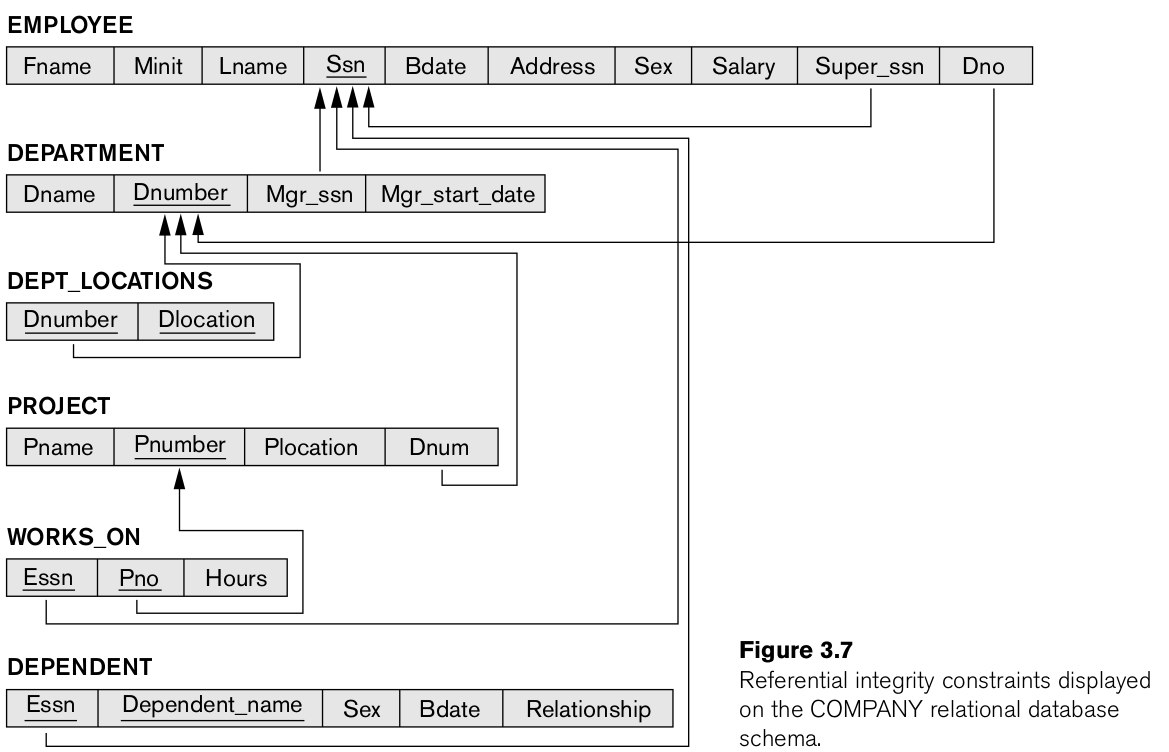 EMPLOYEE
Fname Minit Lname Ssn Bdate Address Sex Salary Super_ssn Dno
DEPARTMENT
Dname Dnumber Mgr_ssn Mgr_start_date
DEPT_LOCATIONS
Dnumber Dlocation
PROJECT
Pname Pnumber Plocation Dnum
WORKS_ON
Essn Pno Hours
DEPENDENT
Essn Dependent_name Sex Bdate Relationship
Figure 3.7
Referential integrity constraints displayed
on the COMPANY relational database
schema.